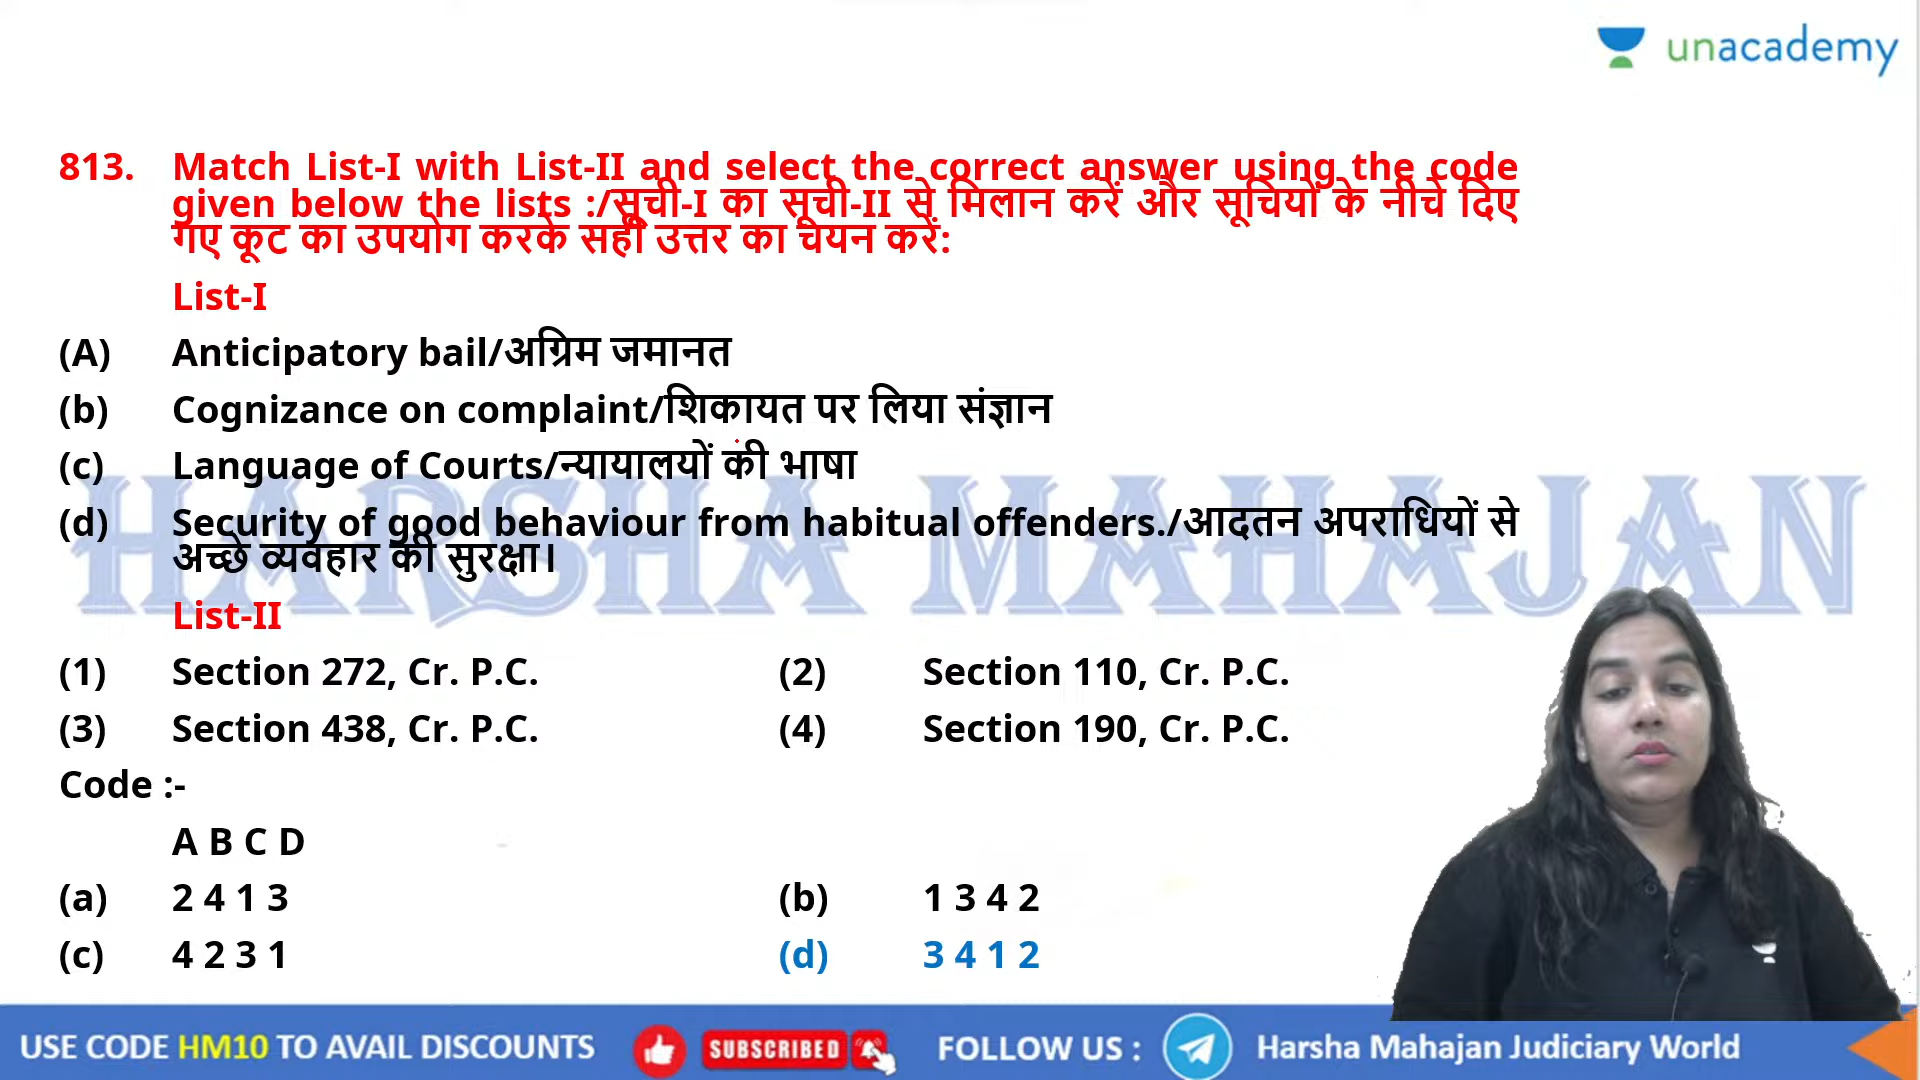 unacademy
813. Match List-I with List-II and select the correct answer using the code
given below the lists :/सूची-I का सूची-II से मिलान करें और सूचियों के नीचे दिए
गए कूट का उपयोग करके सही उत्तर का चयन करें:
List-I
(A) Anticipatory bail/अग्रिम जमानत
(b) Cognizance on complaint/शिकायत पर लिया संज्ञान
(c) Language of Courts/न्यायालयों की भाषा
(d) Security of good behaviour from habitual offenders./आदतन अपराधियों से
अच्छे व्यवहार की सुरक्षा।
HARSHA MAHAJAN
List-II
(1) Section 272, Cr. P.C. (2) Section 110, Cr. P.C.
(3) Section 438, Cr. P.C. (4) Section 190, Cr. P.C.
Code :-
A B C D
(a) 2 4 1 3 (b) 1 3 4 2
(c) 4 2 3 1 (d) 3 4 1 2
USE CODE HM10 TO AVAIL DISCOUNTS SUBSCRIBED FOLLOW US : Harsha Mahajan Judiciary World